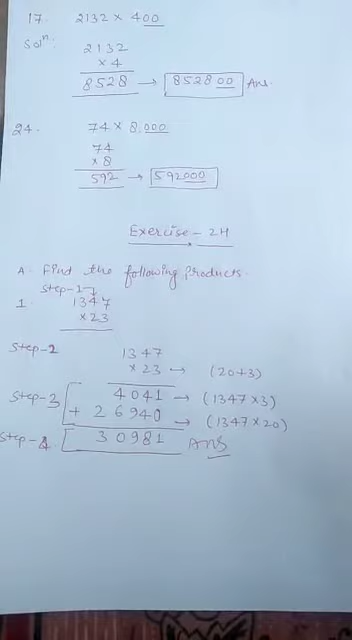 17. 2132 × 400
Solⁿ.
2132
× 4
8528 → 852800 Ans.
24. 74 × 8,000
74
× 8
592 → 592000
Exercise - 2H
A. Find the following Products.
Step-1
1. 1347
× 23
Step-2 1347
× 23 → (20+3)
Step-3 4041 → (1347×3)
+ 26940 → (1347×20)
Step-4. 30981 Ans